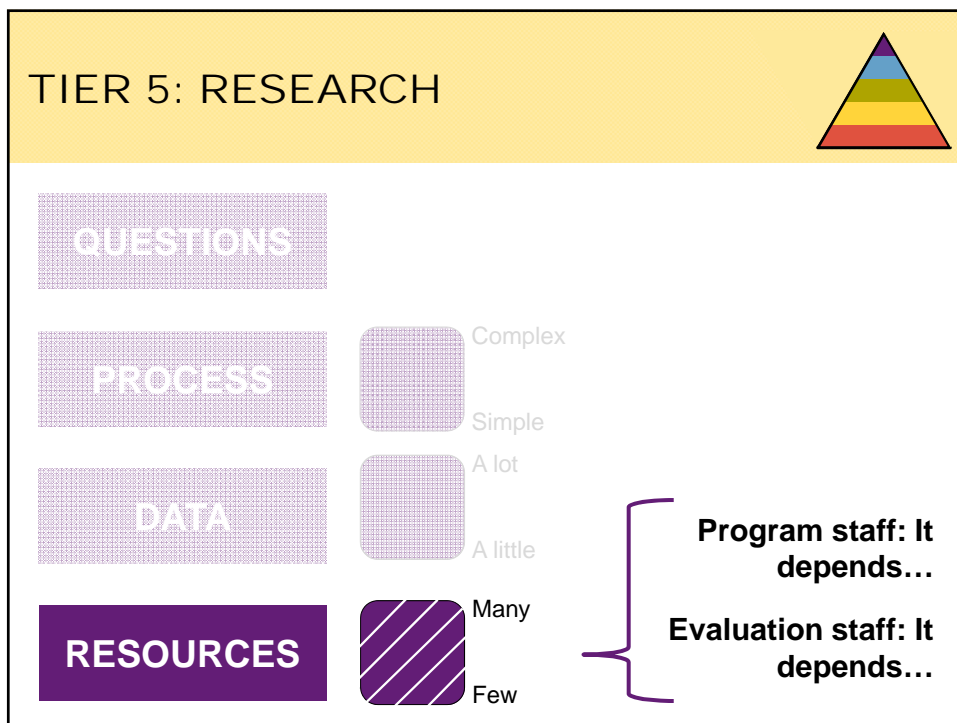 TIER 5: RESEARCH
QUESTIONS
PROCESS
Complex
Simple
DATA
A lot
A little
RESOURCES
Many
Few
Program staff: It
depends…
Evaluation staff: It
depends…